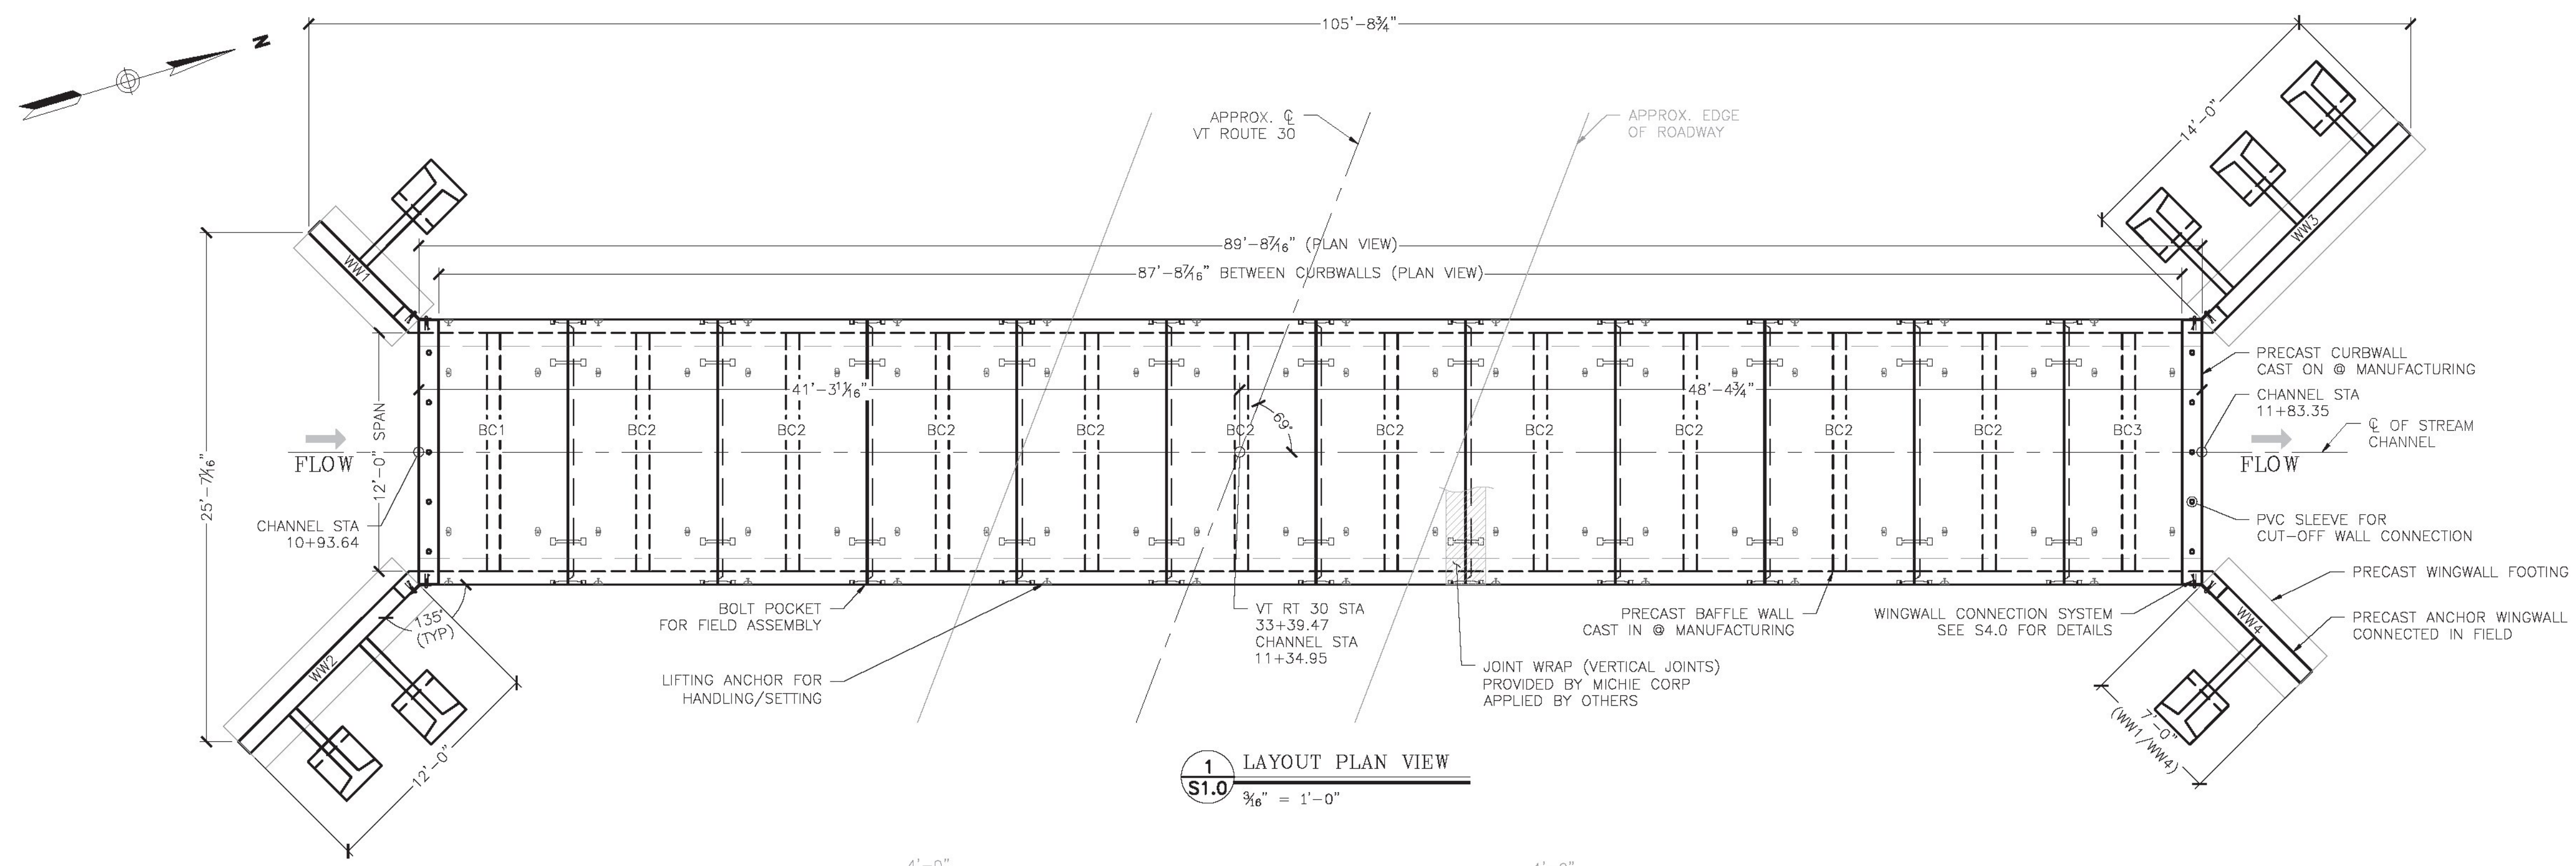 105'-8¾"
N
APPROX. ℄
VT ROUTE 30
APPROX. EDGE
OF ROADWAY
14'-0"
WW1
WW3
89'-8⁷⁄₁₆" (PLAN VIEW)
87'-8⁷⁄₁₆" BETWEEN CURBWALLS (PLAN VIEW)
25'-⁷⁄₁₆"
12'-0" SPAN
41'-3¹¹⁄₁₆"
48'-4¾"
69°
PRECAST CURBWALL
CAST ON @ MANUFACTURING
CHANNEL STA
11+83.35
℄ OF STREAM
CHANNEL
BC1 BC2 BC2 BC2 BC2 BC2 BC2 BC2 BC2 BC2 BC2 BC3
FLOW
FLOW
CHANNEL STA
10+93.64
PVC SLEEVE FOR
CUT-OFF WALL CONNECTION
PRECAST WINGWALL FOOTING
PRECAST ANCHOR WINGWALL
CONNECTED IN FIELD
135°
(TYP)
WW2
WW4
BOLT POCKET
FOR FIELD ASSEMBLY
VT RT 30 STA
33+39.47
CHANNEL STA
11+34.95
PRECAST BAFFLE WALL
CAST IN @ MANUFACTURING
WINGWALL CONNECTION SYSTEM
SEE S4.0 FOR DETAILS
LIFTING ANCHOR FOR
HANDLING/SETTING
JOINT WRAP (VERTICAL JOINTS)
PROVIDED BY MICHIE CORP
APPLIED BY OTHERS
12'-0"
7'-0"
(WW1/WW4)
1
S1.0
LAYOUT PLAN VIEW
³⁄₁₆" = 1'-0"